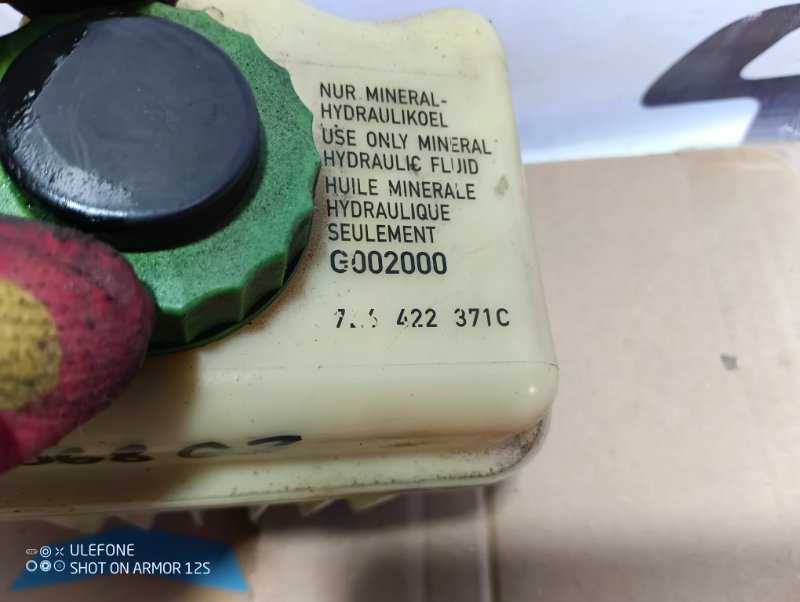 NUR MINERAL-
HYDRAULIKOEL
USE ONLY MINERAL
HYDRAULIC FLUID
HUILE MINERALE
HYDRAULIQUE
SEULEMENT
G002000
422 371C
ULEFONE
SHOT ON ARMOR 12S